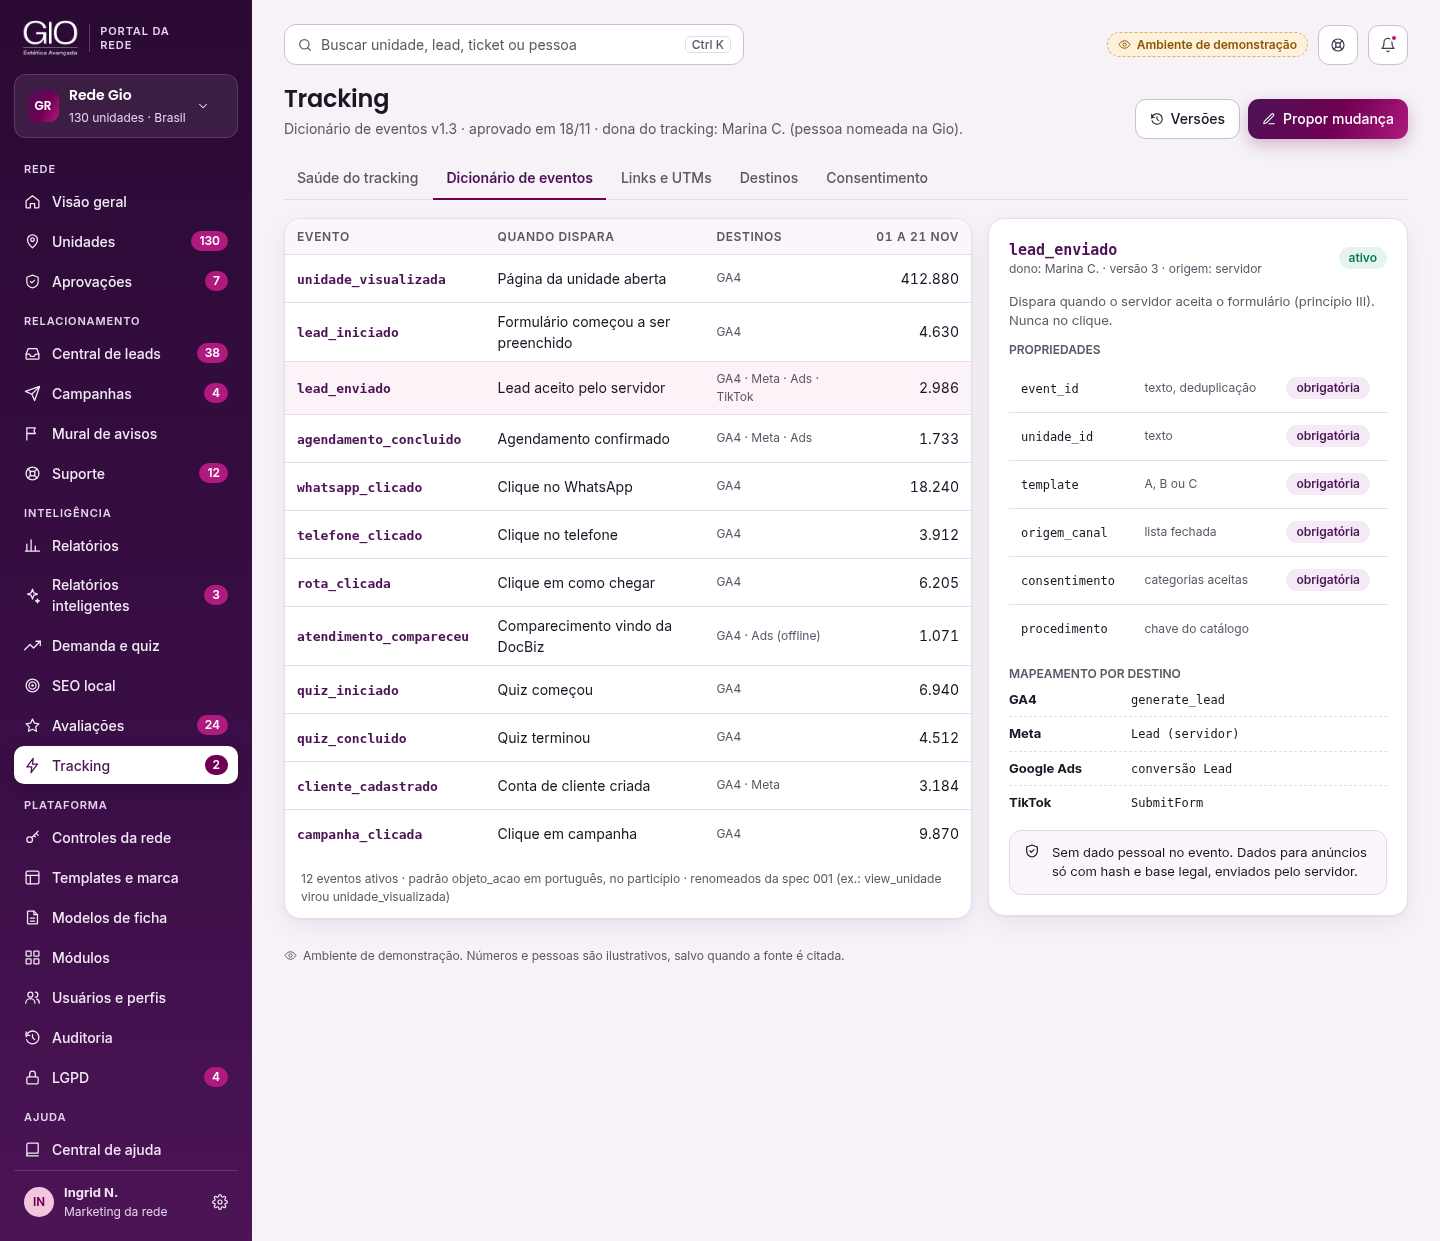 GIO
Estética Avançada
PORTAL DA
REDE
GR
Rede Gio
130 unidades · Brasil
REDE
Visão geral
Unidades 130
Aprovações 7
RELACIONAMENTO
Central de leads 38
Campanhas 4
Mural de avisos
Suporte 12
INTELIGÊNCIA
Relatórios
Relatórios
inteligentes 3
Demanda e quiz
SEO local
Avaliações 24
Tracking 2
PLATAFORMA
Controles da rede
Templates e marca
Modelos de ficha
Módulos
Usuários e perfis
Auditoria
LGPD 4
AJUDA
Central de ajuda
IN
Ingrid N.
Marketing da rede
Buscar unidade, lead, ticket ou pessoa Ctrl K
Ambiente de demonstração
Tracking
Dicionário de eventos v1.3 · aprovado em 18/11 · dona do tracking: Marina C. (pessoa nomeada na Gio).
Versões
Propor mudança
Saúde do tracking Dicionário de eventos Links e UTMs Destinos Consentimento
EVENTO QUANDO DISPARA DESTINOS 01 A 21 NOV
unidade_visualizada Página da unidade aberta GA4 412.880
lead_iniciado Formulário começou a ser preenchido GA4 4.630
lead_enviado Lead aceito pelo servidor GA4 · Meta · Ads · TikTok 2.986
agendamento_concluido Agendamento confirmado GA4 · Meta · Ads 1.733
whatsapp_clicado Clique no WhatsApp GA4 18.240
telefone_clicado Clique no telefone GA4 3.912
rota_clicada Clique em como chegar GA4 6.205
atendimento_compareceu Comparecimento vindo da DocBiz GA4 · Ads (offline) 1.071
quiz_iniciado Quiz começou GA4 6.940
quiz_concluido Quiz terminou GA4 4.512
cliente_cadastrado Conta de cliente criada GA4 · Meta 3.184
campanha_clicada Clique em campanha GA4 9.870
12 eventos ativos · padrão objeto_acao em português, no particípio · renomeados da spec 001 (ex.: view_unidade
virou unidade_visualizada)
lead_enviado
dono: Marina C. · versão 3 · origem: servidor
ativo
Dispara quando o servidor aceita o formulário (princípio III).
Nunca no clique.
PROPRIEDADES
event_id texto, deduplicação obrigatória
unidade_id texto obrigatória
template A, B ou C obrigatória
origem_canal lista fechada obrigatória
consentimento categorias aceitas obrigatória
procedimento chave do catálogo
MAPEAMENTO POR DESTINO
GA4 generate_lead
Meta Lead (servidor)
Google Ads conversão Lead
TikTok SubmitForm
Sem dado pessoal no evento. Dados para anúncios
só com hash e base legal, enviados pelo servidor.
Ambiente de demonstração. Números e pessoas são ilustrativos, salvo quando a fonte é citada.